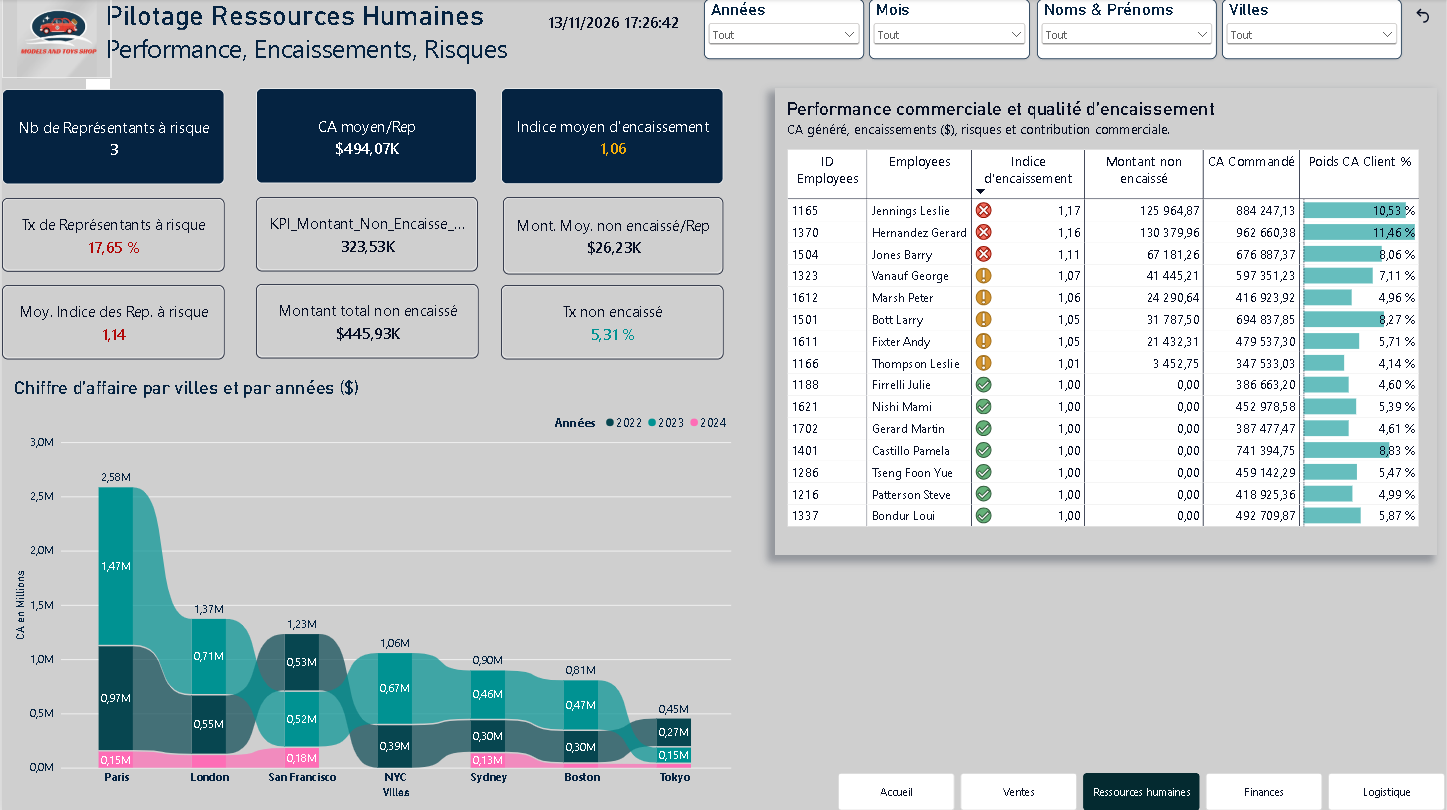 MODELS AND TOYS SHOP
Pilotage Ressources Humaines
Performance, Encaissements, Risques
13/11/2026 17:26:42
Années
Tout
Mois
Tout
Noms & Prénoms
Tout
Villes
Tout
Nb de Représentants à risque
3
CA moyen/Rep
$494,07K
Indice moyen d'encaissement
1,06
Tx de Représentants à risque
17,65 %
KPI_Montant_Non_Encaisse_...
323,53K
Mont. Moy. non encaissé/Rep
$26,23K
Moy. Indice des Rep. à risque
1,14
Montant total non encaissé
$445,93K
Tx non encaissé
5,31 %
Performance commerciale et qualité d'encaissement
CA généré, encaissements ($), risques et contribution commerciale.
ID Employees | Employees | Indice d'encaissement | Montant non encaissé | CA Commandé | Poids CA Client %
1165 Jennings Leslie 1,17 125 964,87 884 247,13 10,53 %
1370 Hernandez Gerard 1,16 130 379,96 962 660,38 11,46 %
1504 Jones Barry 1,11 67 181,26 676 887,37 8,06 %
1323 Vanauf George 1,07 41 445,21 597 351,23 7,11 %
1612 Marsh Peter 1,06 24 290,64 416 923,92 4,96 %
1501 Bott Larry 1,05 31 787,50 694 837,85 8,27 %
1611 Fixter Andy 1,05 21 432,31 479 537,30 5,71 %
1166 Thompson Leslie 1,01 3 452,75 347 533,03 4,14 %
1188 Firrelli Julie 1,00 0,00 386 663,20 4,60 %
1621 Nishi Mami 1,00 0,00 452 978,58 5,39 %
1702 Gerard Martin 1,00 0,00 387 477,47 4,61 %
1401 Castillo Pamela 1,00 0,00 741 394,75 8,83 %
1286 Tseng Foon Yue 1,00 0,00 459 142,29 5,47 %
1216 Patterson Steve 1,00 0,00 418 925,36 4,99 %
1337 Bondur Loui 1,00 0,00 492 709,87 5,87 %
Chiffre d'affaire par villes et par années ($)
Années 2022 2023 2024
CA en Millions
3,0M
2,5M
2,0M
1,5M
1,0M
0,5M
0,0M
2,58M
1,47M
0,97M
0,15M
1,37M
0,71M
0,55M
1,23M
0,53M
0,52M
0,18M
1,06M
0,67M
0,39M
0,90M
0,46M
0,30M
0,13M
0,81M
0,47M
0,30M
0,45M
0,27M
0,15M
Paris London San Francisco NYC Sydney Boston Tokyo
Villes
Accueil
Ventes
Ressources humaines
Finances
Logistique